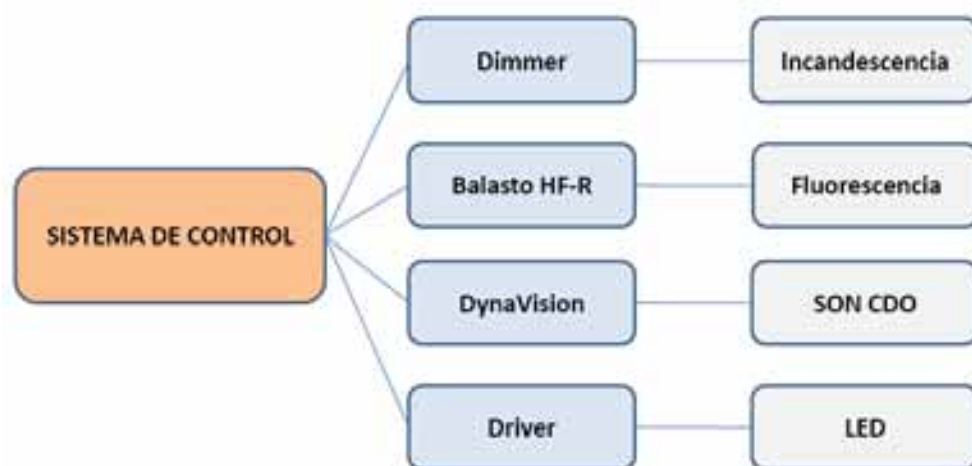 Dimmer
Incandescencia
Balasto HF-R
Fluorescencia
SISTEMA DE CONTROL
DynaVision
SON CDO
Driver
LED